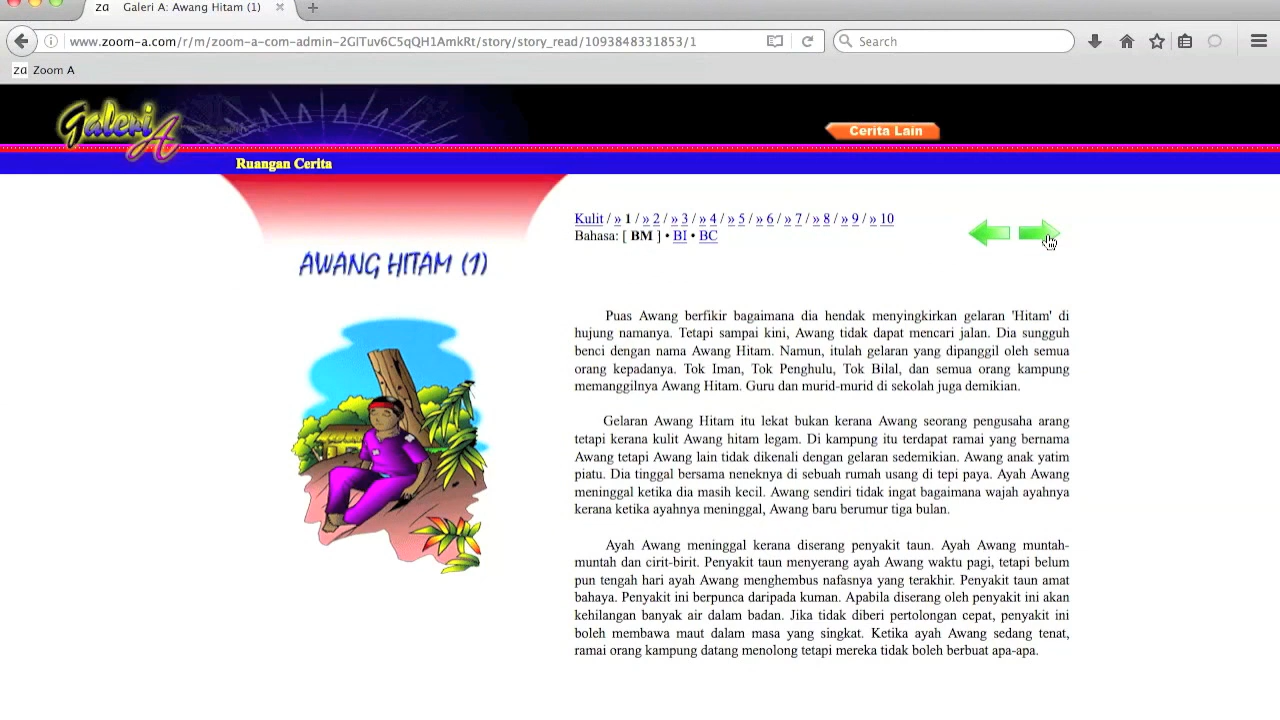 za Galeri A: Awang Hitam (1) × +
www.zoom-a.com/r/m/zoom-a-com-admin-2GITuv6C5qQH1AmkRt/story/story_read/1093848331853/1
Search
za Zoom A
Galeri A
Cerita Lain
Ruangan Cerita
Kulit / » 1 / » 2 / » 3 / » 4 / » 5 / » 6 / » 7 / » 8 / » 9 / » 10
Bahasa: [ BM ] • BI • BC
AWANG HITAM (1)
Puas Awang berfikir bagaimana dia hendak menyingkirkan gelaran 'Hitam' di
hujung namanya. Tetapi sampai kini, Awang tidak dapat mencari jalan. Dia sungguh
benci dengan nama Awang Hitam. Namun, itulah gelaran yang dipanggil oleh semua
orang kepadanya. Tok Iman, Tok Penghulu, Tok Bilal, dan semua orang kampung
memanggilnya Awang Hitam. Guru dan murid-murid di sekolah juga demikian.
Gelaran Awang Hitam itu lekat bukan kerana Awang seorang pengusaha arang
tetapi kerana kulit Awang hitam legam. Di kampung itu terdapat ramai yang bernama
Awang tetapi Awang lain tidak dikenali dengan gelaran sedemikian. Awang anak yatim
piatu. Dia tinggal bersama neneknya di sebuah rumah usang di tepi paya. Ayah Awang
meninggal ketika dia masih kecil. Awang sendiri tidak ingat bagaimana wajah ayahnya
kerana ketika ayahnya meninggal, Awang baru berumur tiga bulan.
Ayah Awang meninggal kerana diserang penyakit taun. Ayah Awang muntah-
muntah dan cirit-birit. Penyakit taun menyerang ayah Awang waktu pagi, tetapi belum
pun tengah hari ayah Awang menghembus nafasnya yang terakhir. Penyakit taun amat
bahaya. Penyakit ini berpunca daripada kuman. Apabila diserang oleh penyakit ini akan
kehilangan banyak air dalam badan. Jika tidak diberi pertolongan cepat, penyakit ini
boleh membawa maut dalam masa yang singkat. Ketika ayah Awang sedang tenat,
ramai orang kampung datang menolong tetapi mereka tidak boleh berbuat apa-apa.